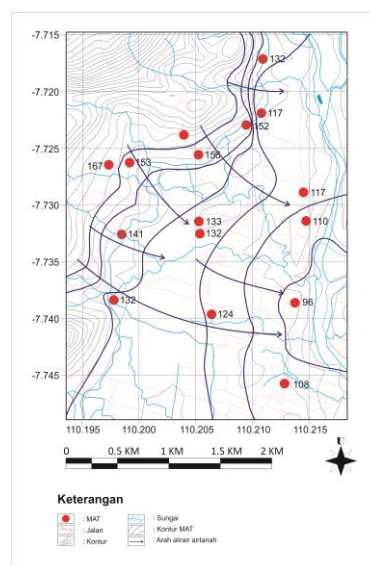 -7.715
-7.720
-7.725
-7.730
-7.735
-7.740
-7.745
132
117
152
156
153
167
117
133
110
132
141
132
96
124
108
110.195 110.200 110.205 110.210 110.215
0 0.5 KM 1 KM 1.5 KM 2 KM
U
Keterangan
: MAT
: Jalan
: Kontur
: Sungai
: Kontur MAT
: Arah aliran airtanah